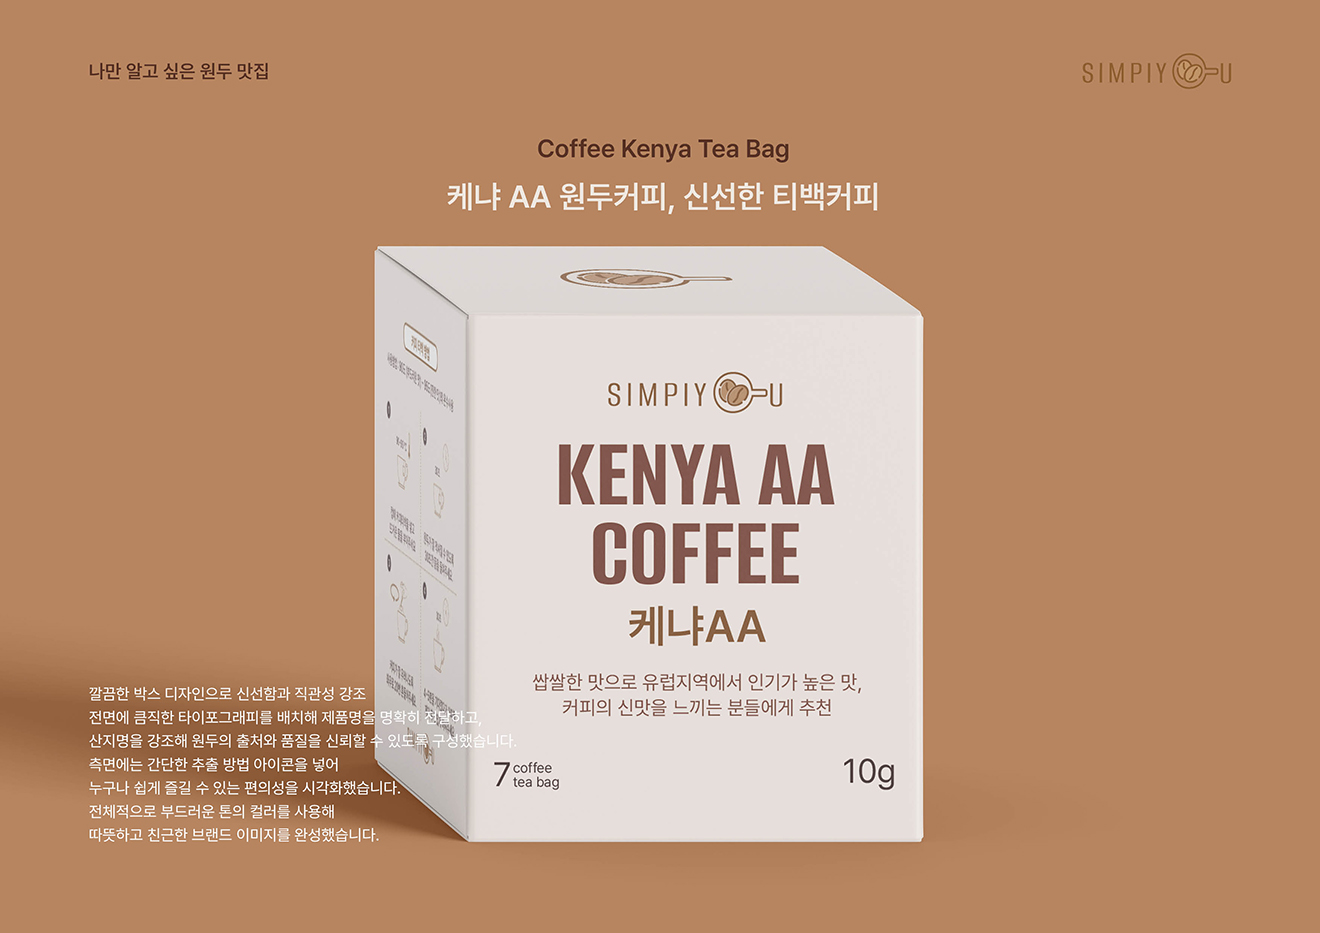 나만 알고 싶은 원두 맛집
SIMPIY U
Coffee Kenya Tea Bag
케냐 AA 원두커피, 신선한 티백커피
커피 티백 방법
SIMPIY U
KENYA AA
COFFEE
케냐AA
쌉쌀한 맛으로 유럽지역에서 인기가 높은 맛,
커피의 신맛을 느끼는 분들에게 추천
7 coffee
tea bag
10g
깔끔한 박스 디자인으로 신선함과 직관성 강조
전면에 큼직한 타이포그래피를 배치해 제품명을 명확히 전달하고,
산지명을 강조해 원두의 출처와 품질을 신뢰할 수 있도록 구성했습니다.
측면에는 간단한 추출 방법 아이콘을 넣어
누구나 쉽게 즐길 수 있는 편의성을 시각화했습니다.
전체적으로 부드러운 톤의 컬러를 사용해
따뜻하고 친근한 브랜드 이미지를 완성했습니다.